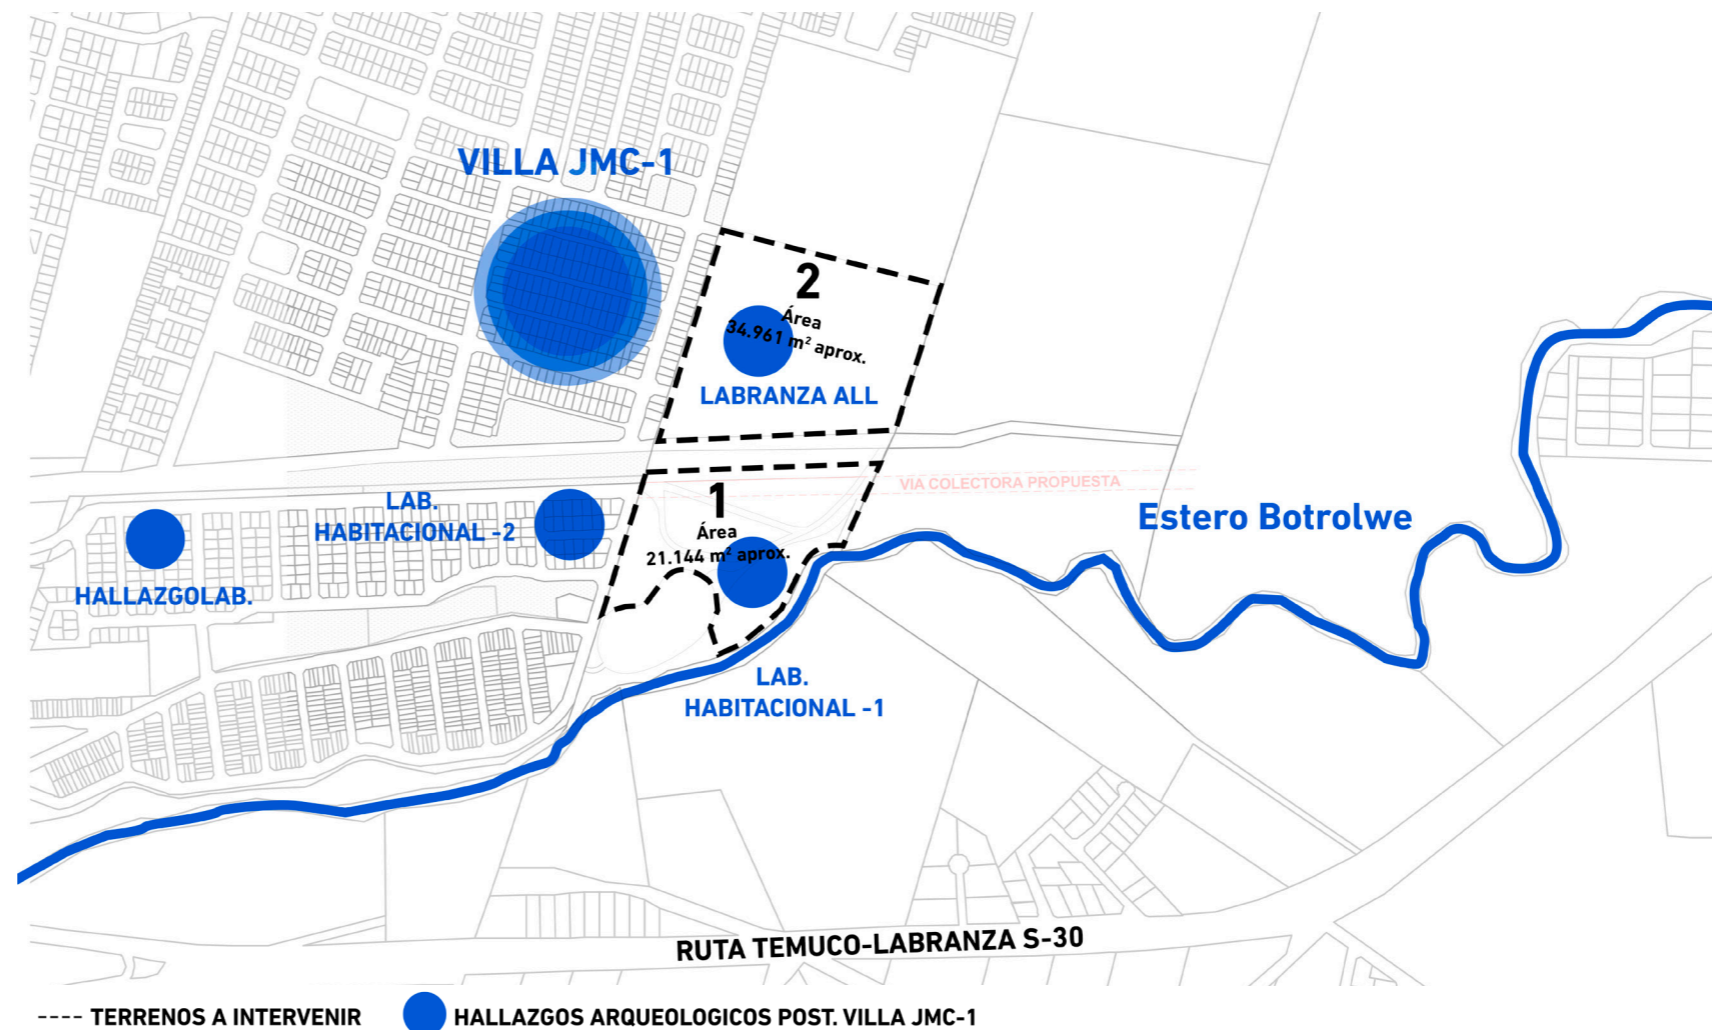 VILLA JMC-1
2
Área
34.961 m² aprox.
LABRANZA ALL
VIA COLECTORA PROPUESTA
1
Área
21.144 m² aprox.
LAB.
HABITACIONAL -2
HALLAZGOLAB.
Estero Botrolwe
LAB.
HABITACIONAL -1
RUTA TEMUCO-LABRANZA S-30
---- TERRENOS A INTERVENIR
HALLAZGOS ARQUEOLOGICOS POST. VILLA JMC-1